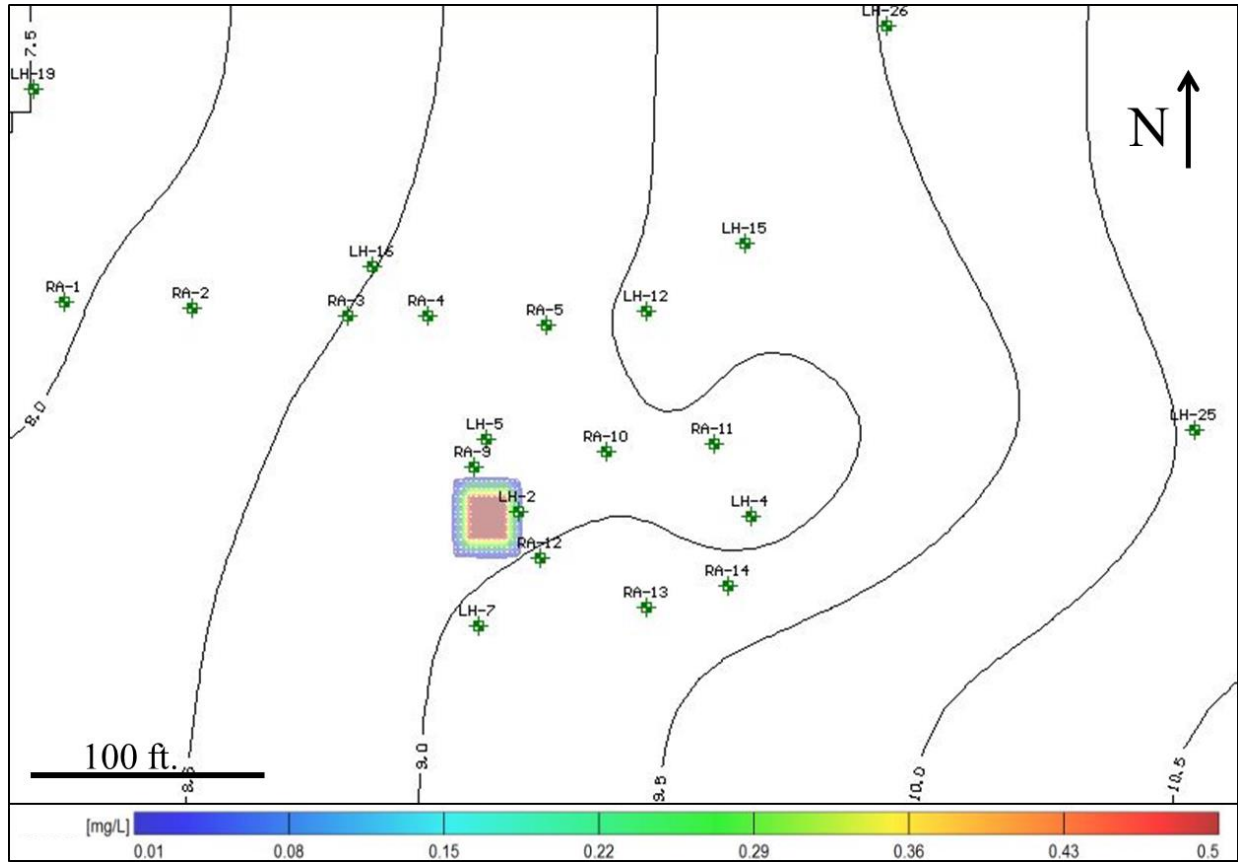 LH-26
7.5
LH-19
N
LH-15
LH-16
RA-1
RA-2
RA-3
RA-4
RA-5
LH-12
8.0
LH-5
RA-9
RA-10
RA-11
LH-25
LH-2
LH-4
RA-12
RA-14
RA-13
LH-7
100 ft.
8.5
9.0
9.5
10.0
10.5
[mg/L]
0.01 0.08 0.15 0.22 0.29 0.36 0.43 0.5